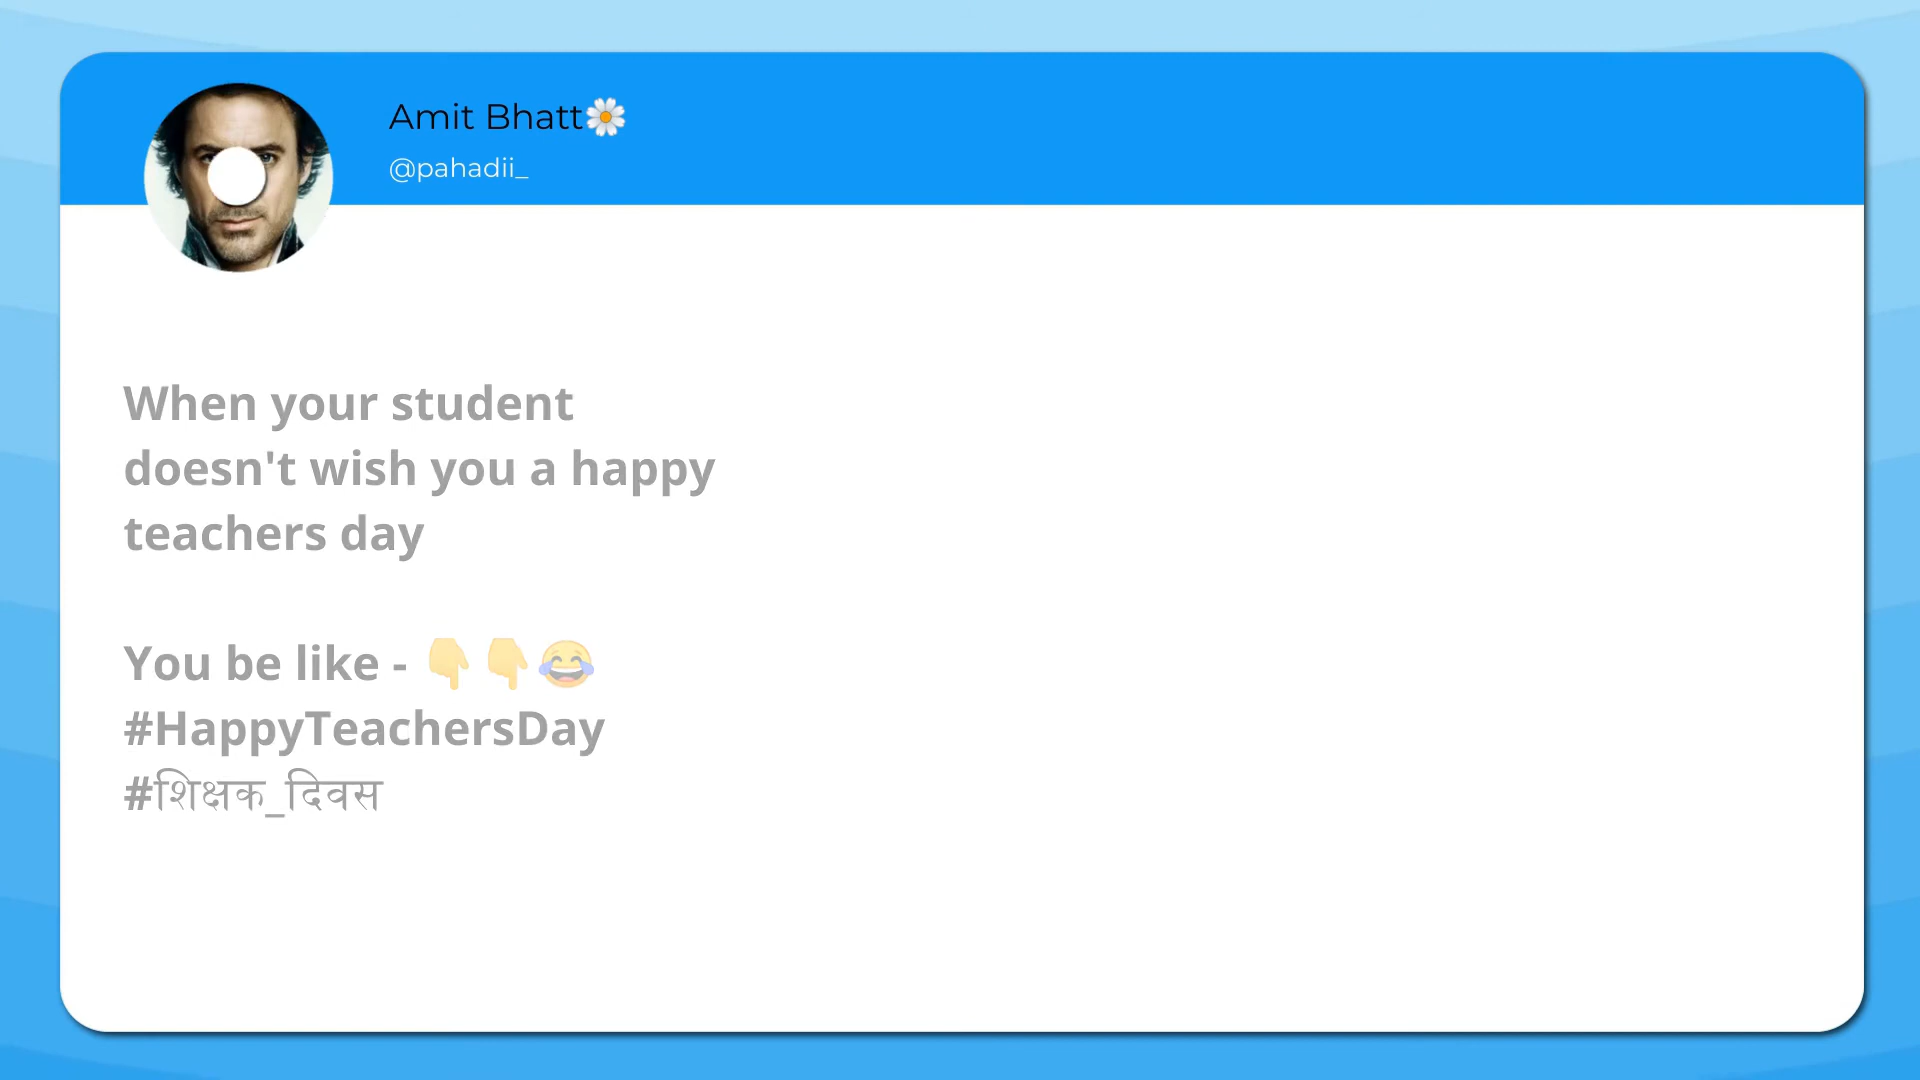 Amit Bhatt🌼
@pahadii_
When your student
doesn't wish you a happy
teachers day
You be like - 👇👇😂
#HappyTeachersDay
#शिक्षक_दिवस